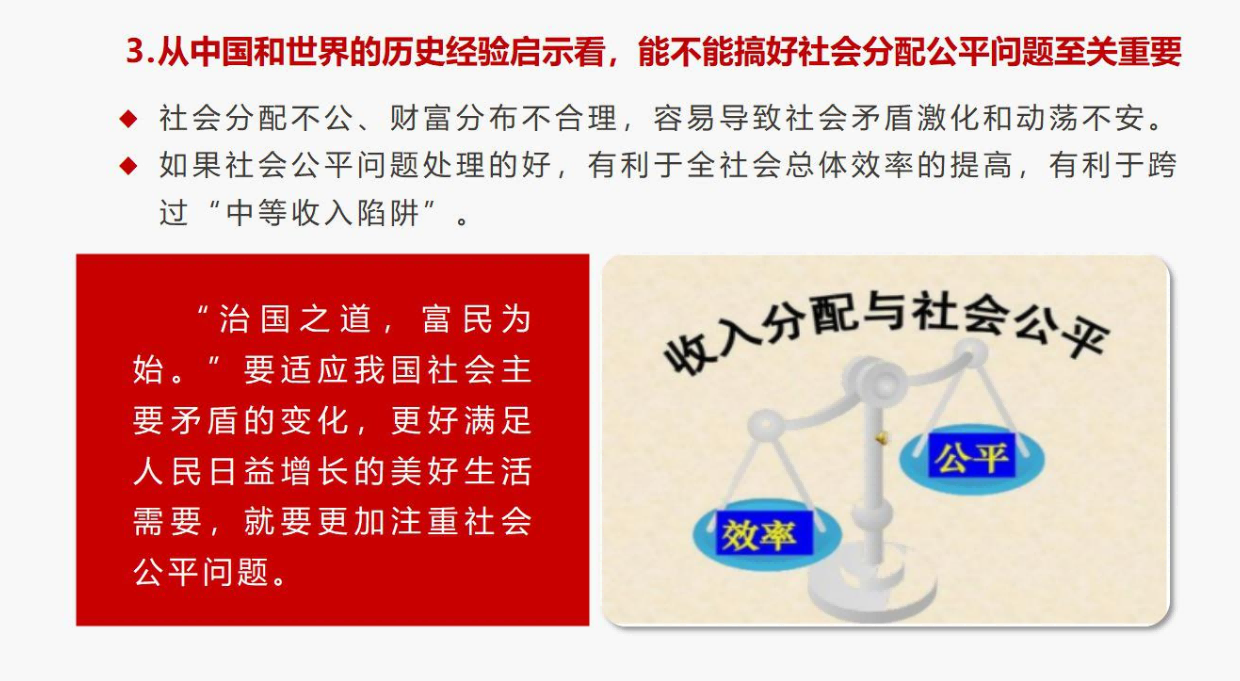 3.从中国和世界的历史经验启示看，能不能搞好社会分配公平问题至关重要
社会分配不公、财富分布不合理，容易导致社会矛盾激化和动荡不安。
如果社会公平问题处理的好，有利于全社会总体效率的提高，有利于跨
过“中等收入陷阱”。
“治国之道，富民为
始。”要适应我国社会主
要矛盾的变化，更好满足
人民日益增长的美好生活
需要，就要更加注重社会
公平问题。
收入分配与社会公平
公平
效率